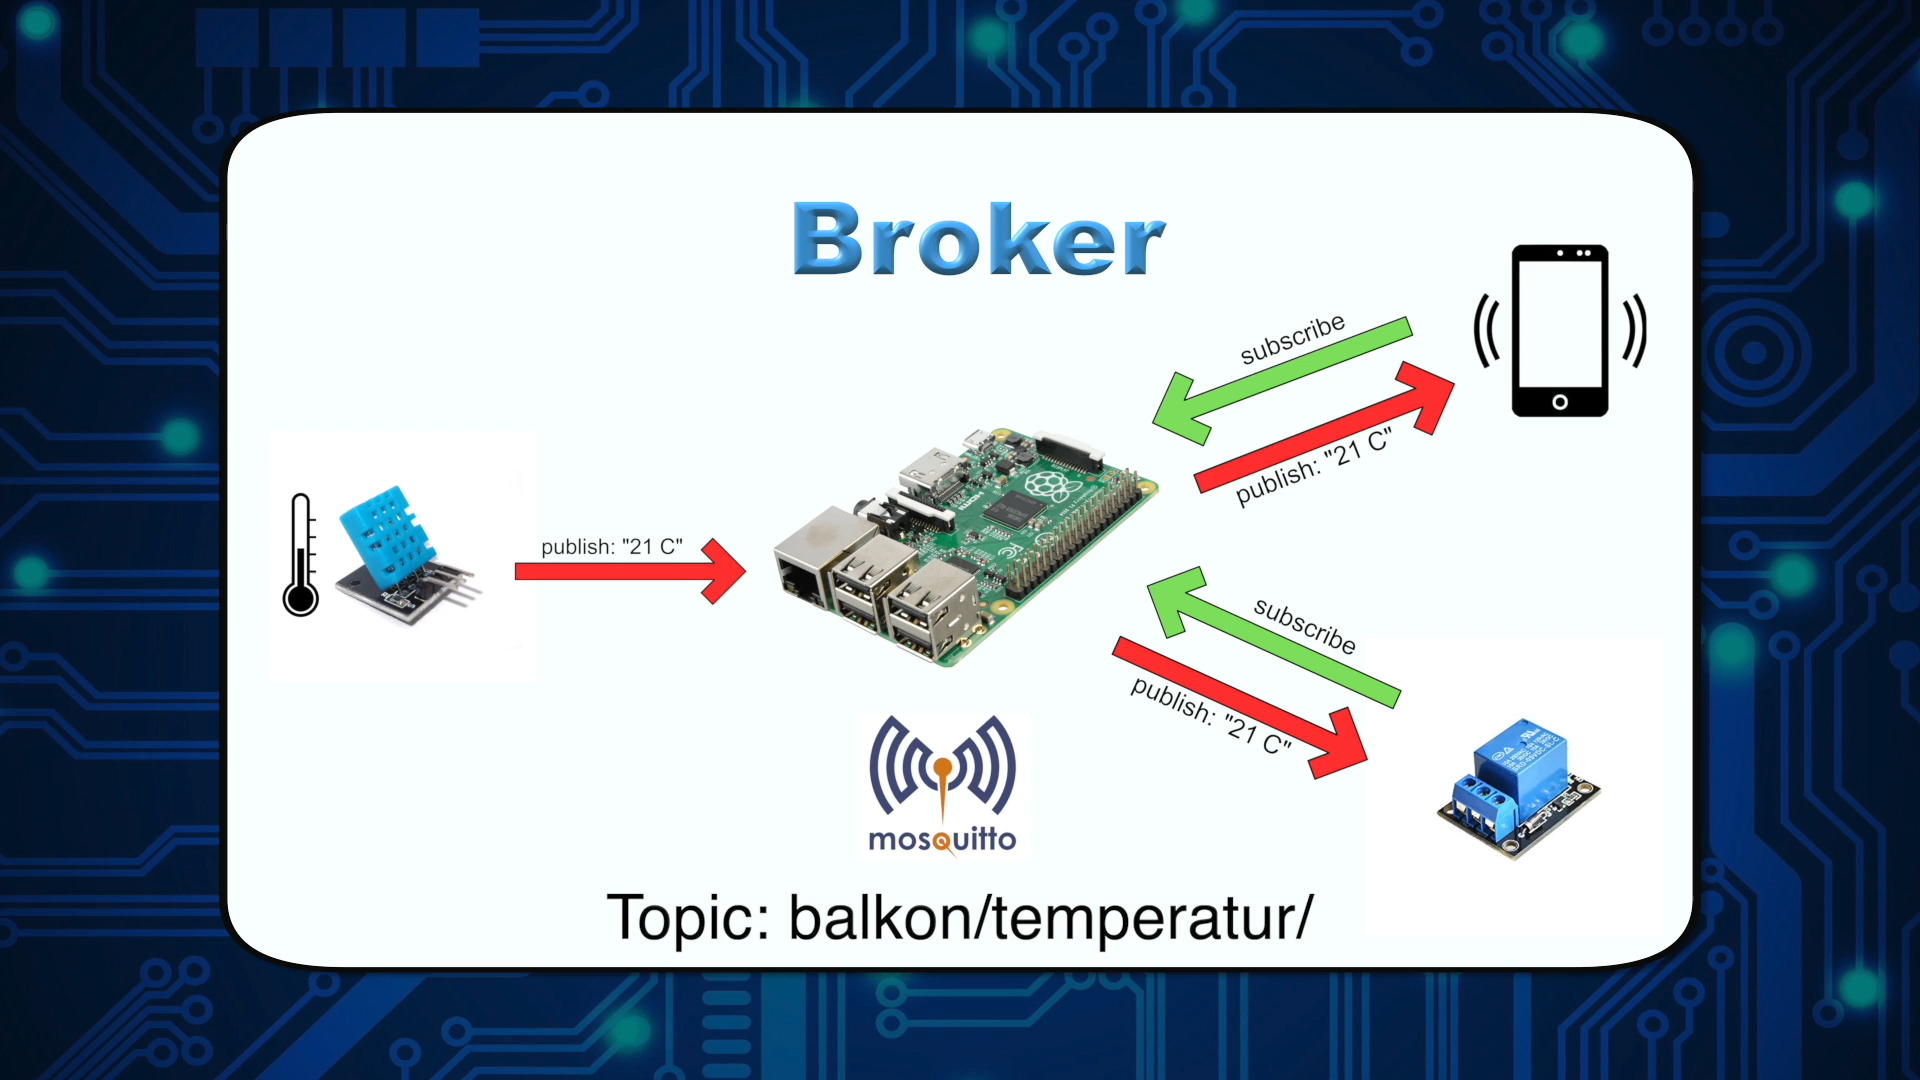 Broker
subscribe
publish: "21 C"
publish: "21 C"
subscribe
publish: "21 C"
mosquitto
Topic: balkon/temperatur/